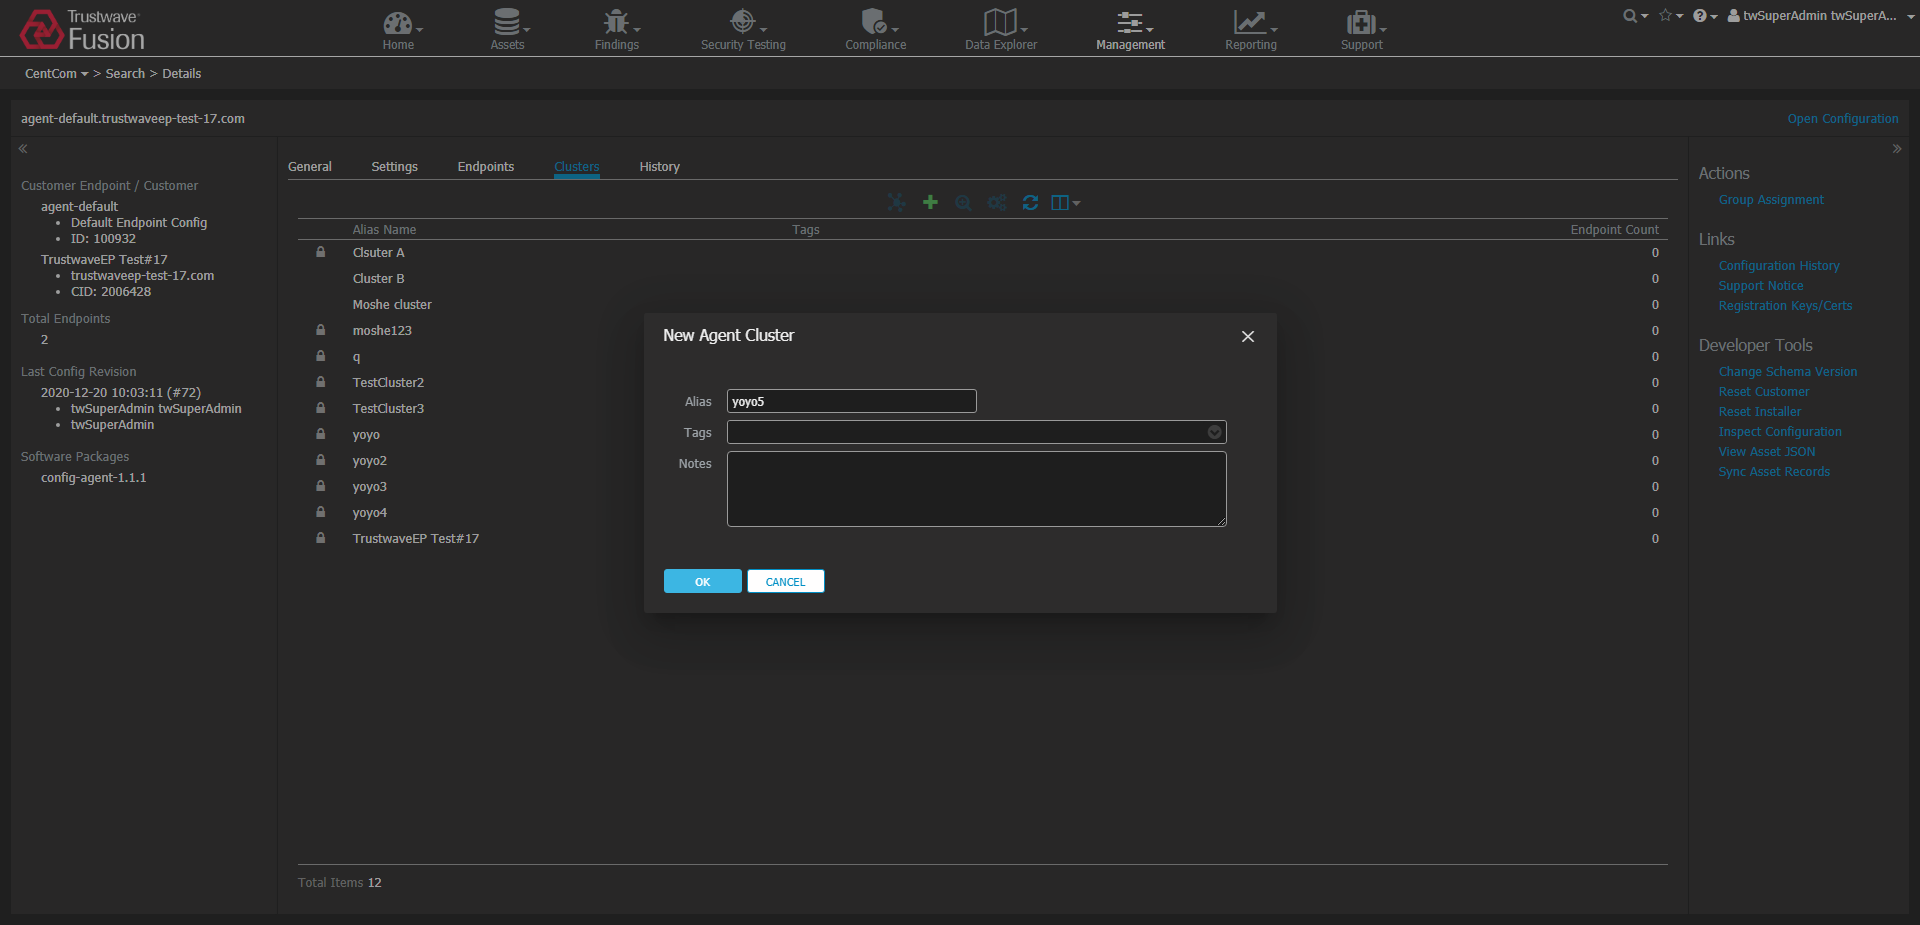 Trustwave®
Fusion
Home
Assets
Findings
Security Testing
Compliance
Data Explorer
Management
Reporting
Support
twSuperAdmin twSuperA...
CentCom > Search > Details
agent-default.trustwaveep-test-17.com
Open Configuration
Customer Endpoint / Customer
agent-default
• Default Endpoint Config
• ID: 100932
TrustwaveEP Test#17
• trustwaveep-test-17.com
• CID: 2006428
Total Endpoints
2
Last Config Revision
2020-12-20 10:03:11 (#72)
• twSuperAdmin twSuperAdmin
• twSuperAdmin
Software Packages
config-agent-1.1.1
General Settings Endpoints Clusters History
Alias Name Tags Endpoint Count
Clsuter A 0
Cluster B 0
Moshe cluster 0
moshe123 0
q 0
TestCluster2 0
TestCluster3 0
yoyo 0
yoyo2 0
yoyo3 0
yoyo4 0
TrustwaveEP Test#17 0
Total Items 12
New Agent Cluster
Alias yoyo5
Tags
Notes
OK CANCEL
Actions
Group Assignment
Links
Configuration History
Support Notice
Registration Keys/Certs
Developer Tools
Change Schema Version
Reset Customer
Reset Installer
Inspect Configuration
View Asset JSON
Sync Asset Records